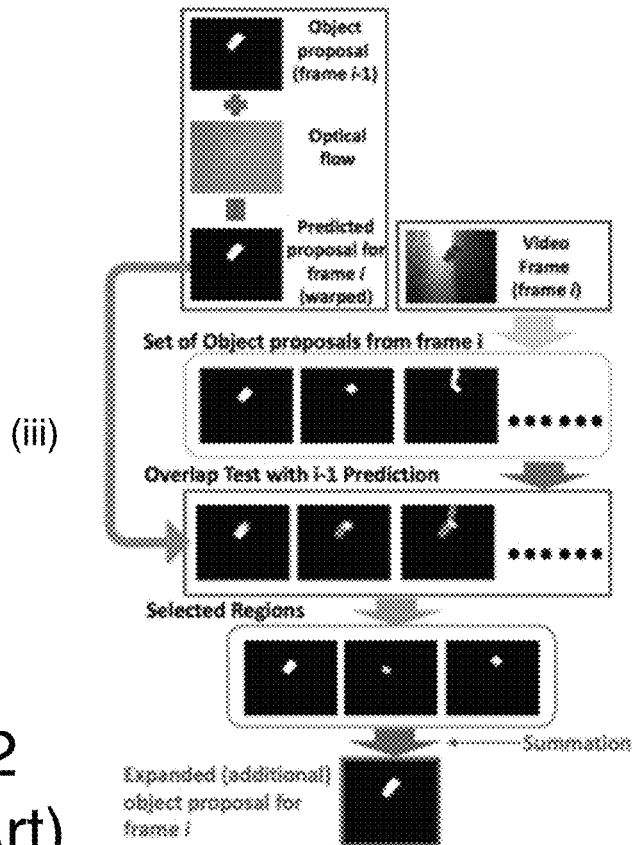 Object
proposal
(frame i-1)
Optical
flow
Predicted
proposal for
frame i
(warped)
Video
Frame
(frame i)
Set of Object proposals from frame i
(iii)
Overlap Test with i-1 Prediction
Selected Regions
2
Summation
Expanded (additional)
object proposal for
frame i
Art)